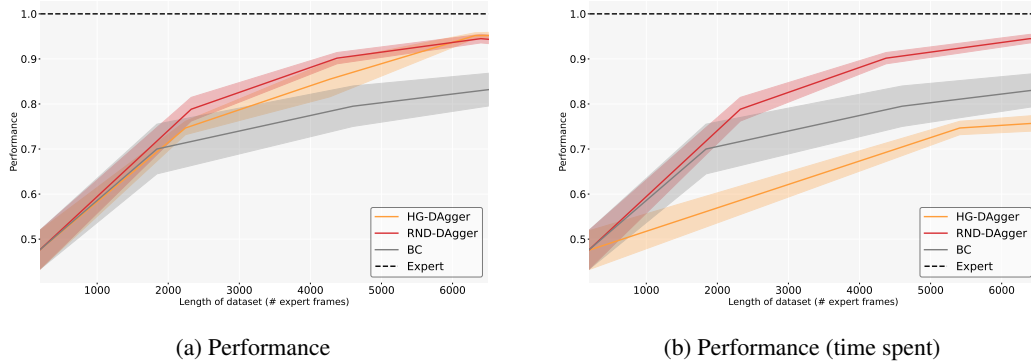 1.0
0.9
0.8
0.7
0.6
0.5
Performance
1000 2000 3000 4000 5000 6000
Length of dataset (# expert frames)
HG-DAgger
RND-DAgger
BC
Expert
(a) Performance
1.0
0.9
0.8
0.7
0.6
0.5
Performance
1000 2000 3000 4000 5000 6000
Length of dataset (# expert frames)
HG-DAgger
RND-DAgger
BC
Expert
(b) Performance (time spent)